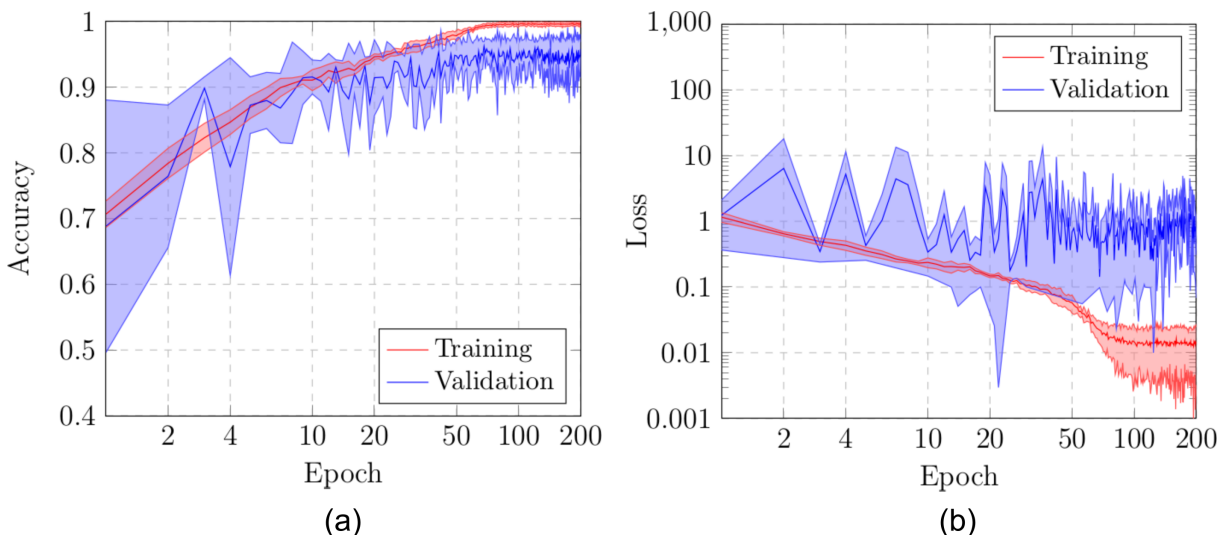 1
0.9
0.8
0.7
0.6
0.5
0.4
Accuracy
2 4 10 20 50 100 200
Epoch
Training
Validation
(a)
1,000
100
10
1
0.1
0.01
0.001
Loss
2 4 10 20 50 100 200
Epoch
Training
Validation
(b)